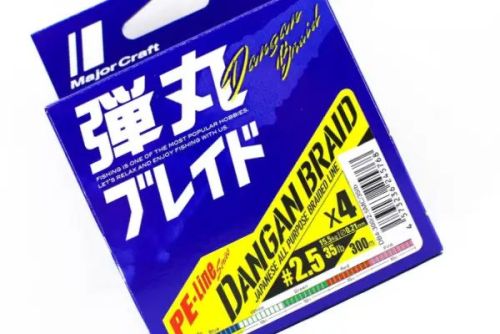 Major Craft
弾丸
Dangan Braid
FISHING IS ONE OF THE MOST POPULAR HOBBIES.
LET'S RELAX AND ENJOY FISHING WITH US.
ブレイド
PE-Line
DANGAN BRAID
JAPANESE ALL PURPOSE BRAIDED LINE
X4
#2.5
35lb
300m